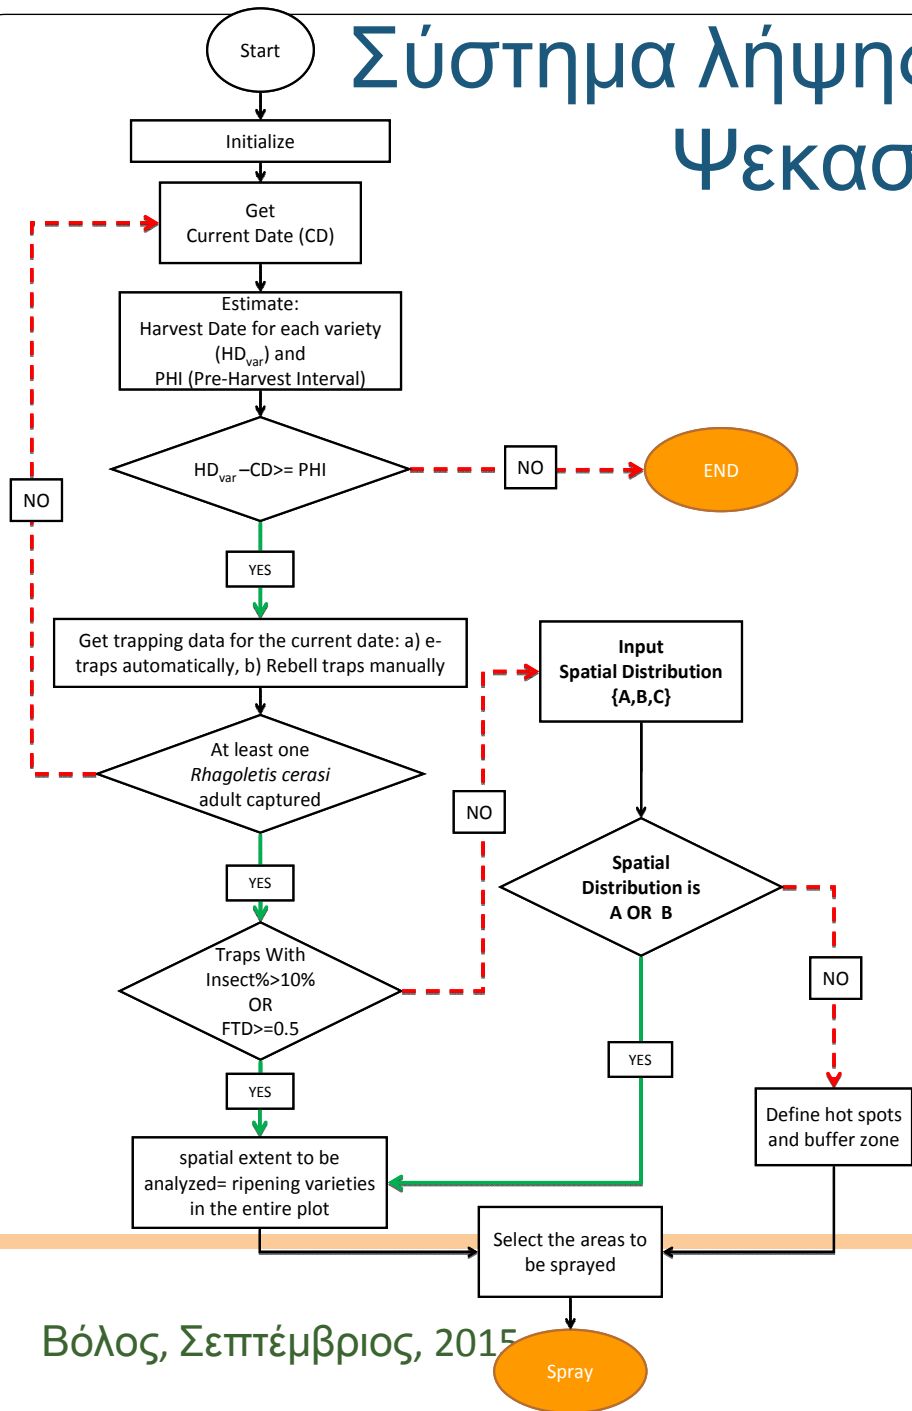 Start
Σύστημα λήψης
Ψεκασ
Initialize
Get
Current Date (CD)
Estimate:
Harvest Date for each variety
(HDvar) and
PHI (Pre-Harvest Interval)
HDvar –CD>= PHI
NO
END
NO
YES
Get trapping data for the current date: a) e-
traps automatically, b) Rebell traps manually
Input
Spatial Distribution
{A,B,C}
At least one
Rhagoletis cerasi
adult captured
NO
YES
Spatial
Distribution is
A OR B
Traps With
Insect%>10%
OR
FTD>=0.5
NO
YES
YES
Define hot spots
and buffer zone
spatial extent to be
analyzed= ripening varieties
in the entire plot
Select the areas to
be sprayed
Βόλος, Σεπτέμβριος, 2015
Spray